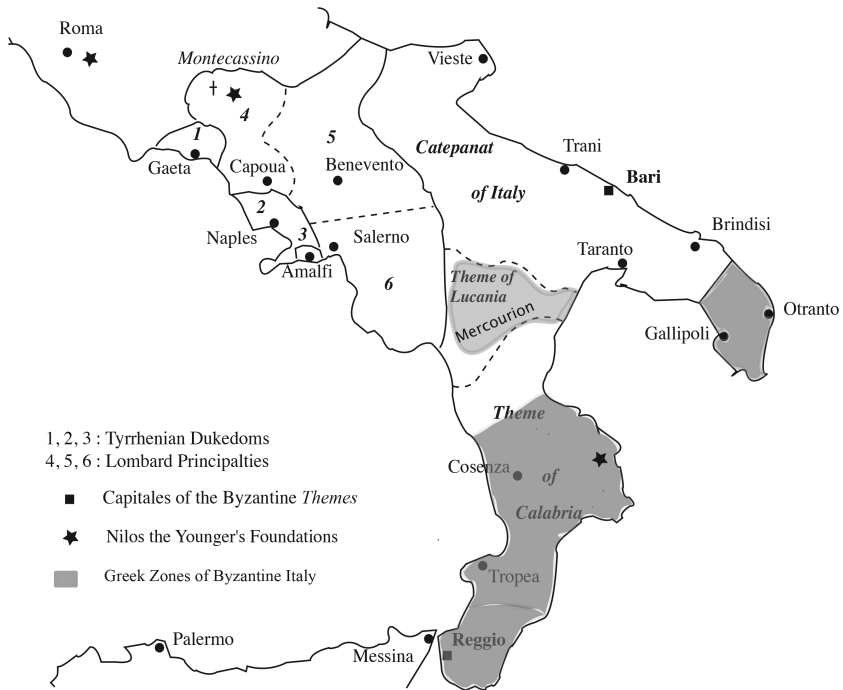 Roma
Montecassino
Vieste
4
1
5
Catepanat
of Italy
Trani
Gaeta
Capoua
Benevento
Bari
2
Naples
3
Salerno
Brindisi
Amalfi
Taranto
6
Theme of
Lucania
Mercourion
Otranto
Gallipoli
Theme
of
Calabria
Cosenza
1, 2, 3 : Tyrrhenian Dukedoms
4, 5, 6 : Lombard Principalties
Capitales of the Byzantine Themes
Nilos the Younger's Foundations
Greek Zones of Byzantine Italy
Tropea
Palermo
Messina
Reggio